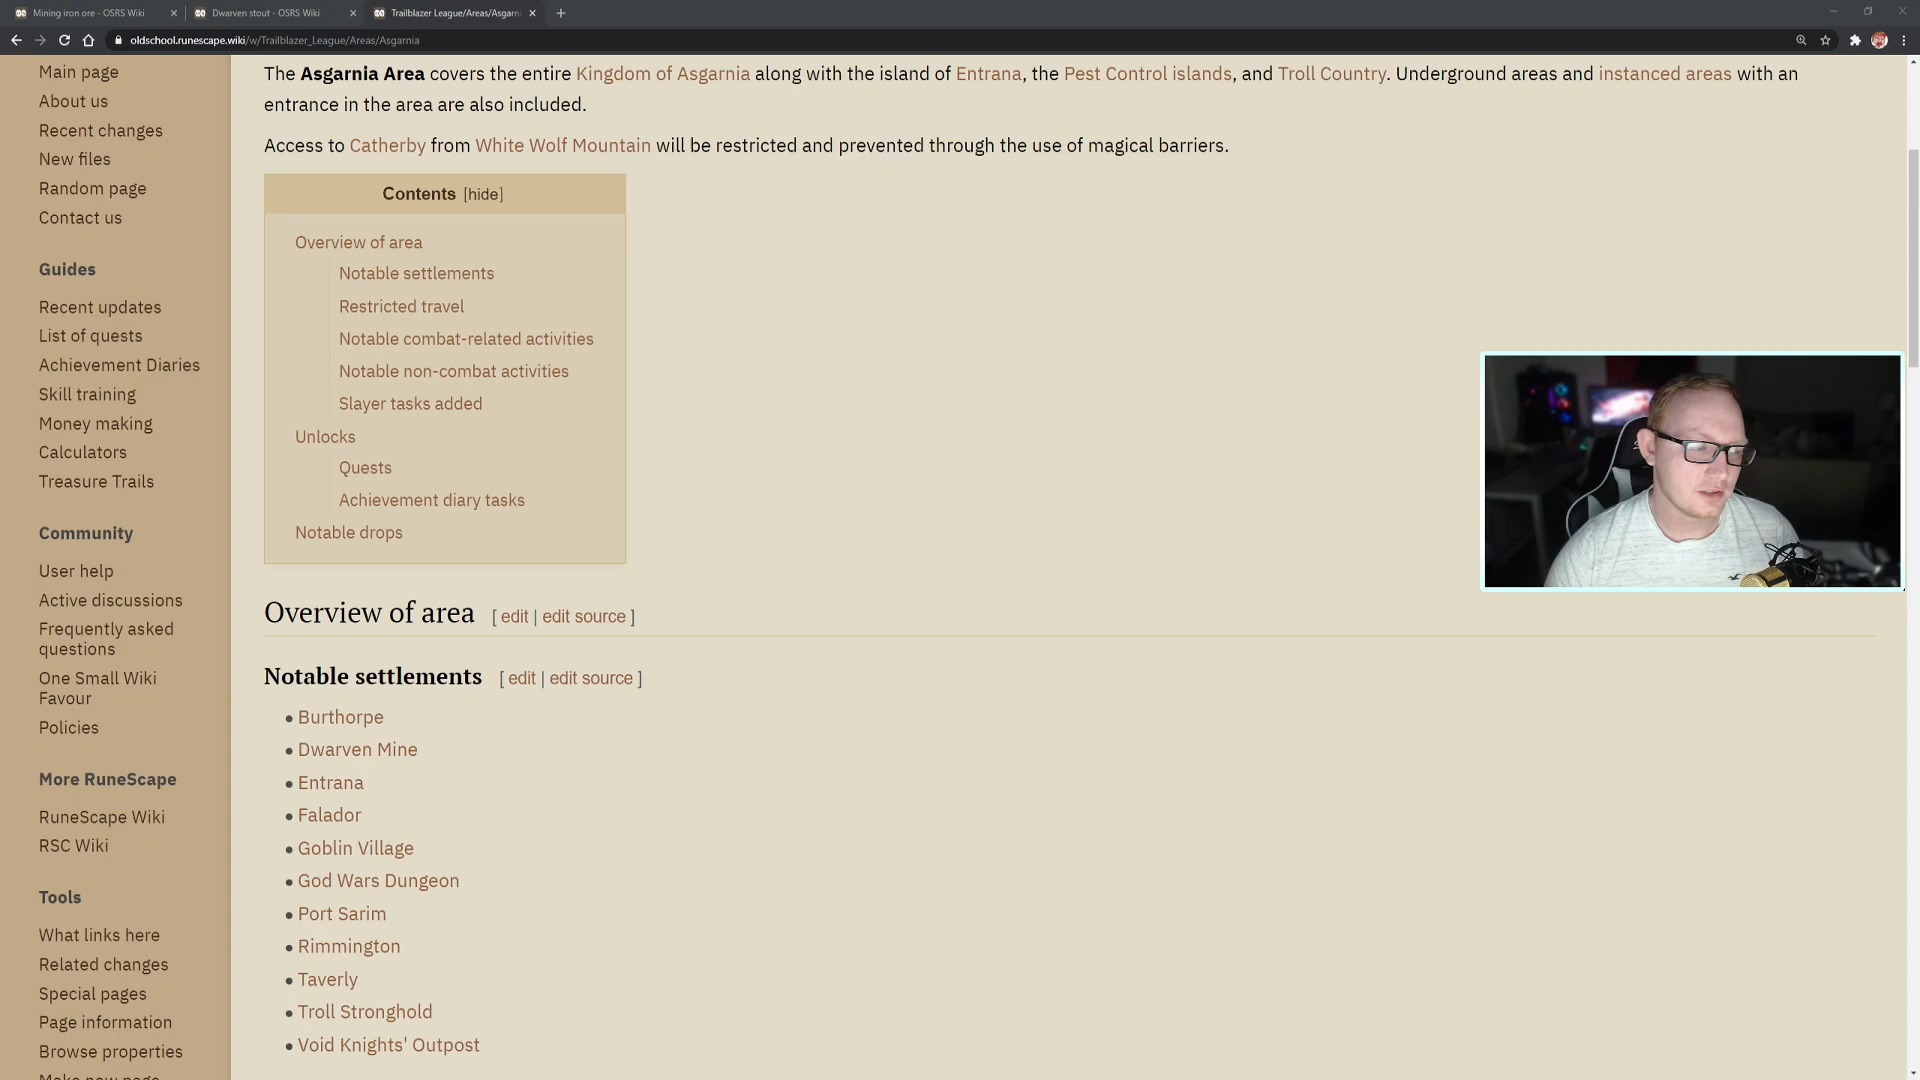 Mining iron ore - OSRS Wiki
Dwarven stout - OSRS Wiki
Trailblazer League/Areas/Asgarn
oldschool.runescape.wiki/w/Trailblazer_League/Areas/Asgarnia
Main page
About us
Recent changes
New files
Random page
Contact us
Guides
Recent updates
List of quests
Achievement Diaries
Skill training
Money making
Calculators
Treasure Trails
Community
User help
Active discussions
Frequently asked
questions
One Small Wiki
Favour
Policies
More RuneScape
RuneScape Wiki
RSC Wiki
Tools
What links here
Related changes
Special pages
Page information
Browse properties
The Asgarnia Area covers the entire Kingdom of Asgarnia along with the island of Entrana, the Pest Control islands, and Troll Country. Underground areas and instanced areas with an
entrance in the area are also included.
Access to Catherby from White Wolf Mountain will be restricted and prevented through the use of magical barriers.
Contents [hide]
Overview of area
Notable settlements
Restricted travel
Notable combat-related activities
Notable non-combat activities
Slayer tasks added
Unlocks
Quests
Achievement diary tasks
Notable drops
Overview of area [ edit | edit source ]
Notable settlements [ edit | edit source ]
• Burthorpe
• Dwarven Mine
• Entrana
• Falador
• Goblin Village
• God Wars Dungeon
• Port Sarim
• Rimmington
• Taverly
• Troll Stronghold
• Void Knights' Outpost